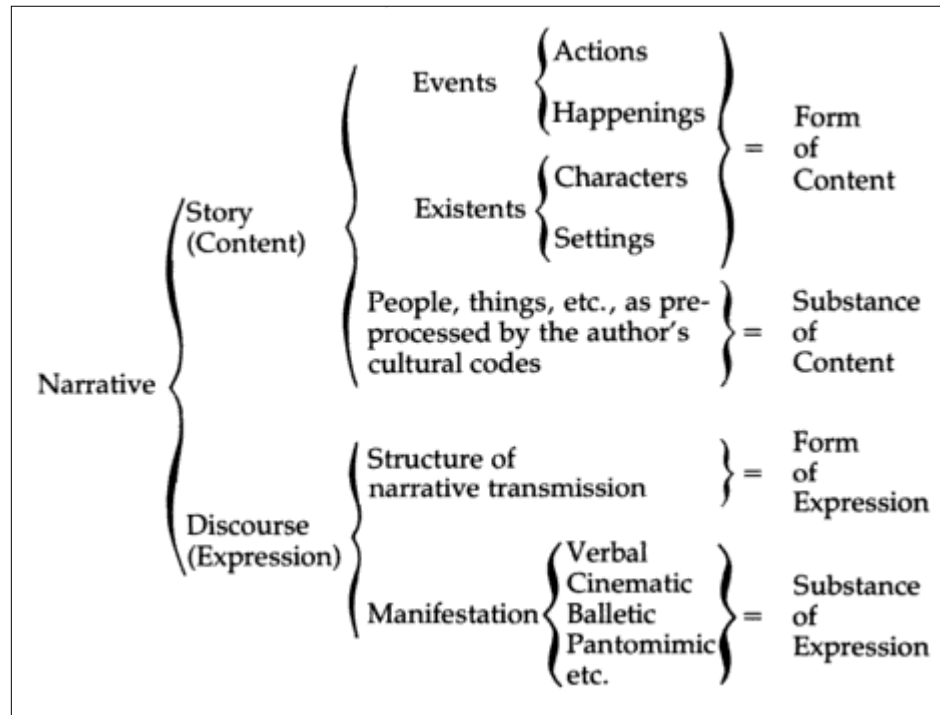 Narrative
Story
(Content)
Events
Actions
Happenings
Existents
Characters
Settings
= Form
of
Content
People, things, etc., as pre-
processed by the author's
cultural codes
= Substance
of
Content
Discourse
(Expression)
Structure of
narrative transmission
= Form
of
Expression
Manifestation
Verbal
Cinematic
Balletic
Pantomimic
etc.
= Substance
of
Expression